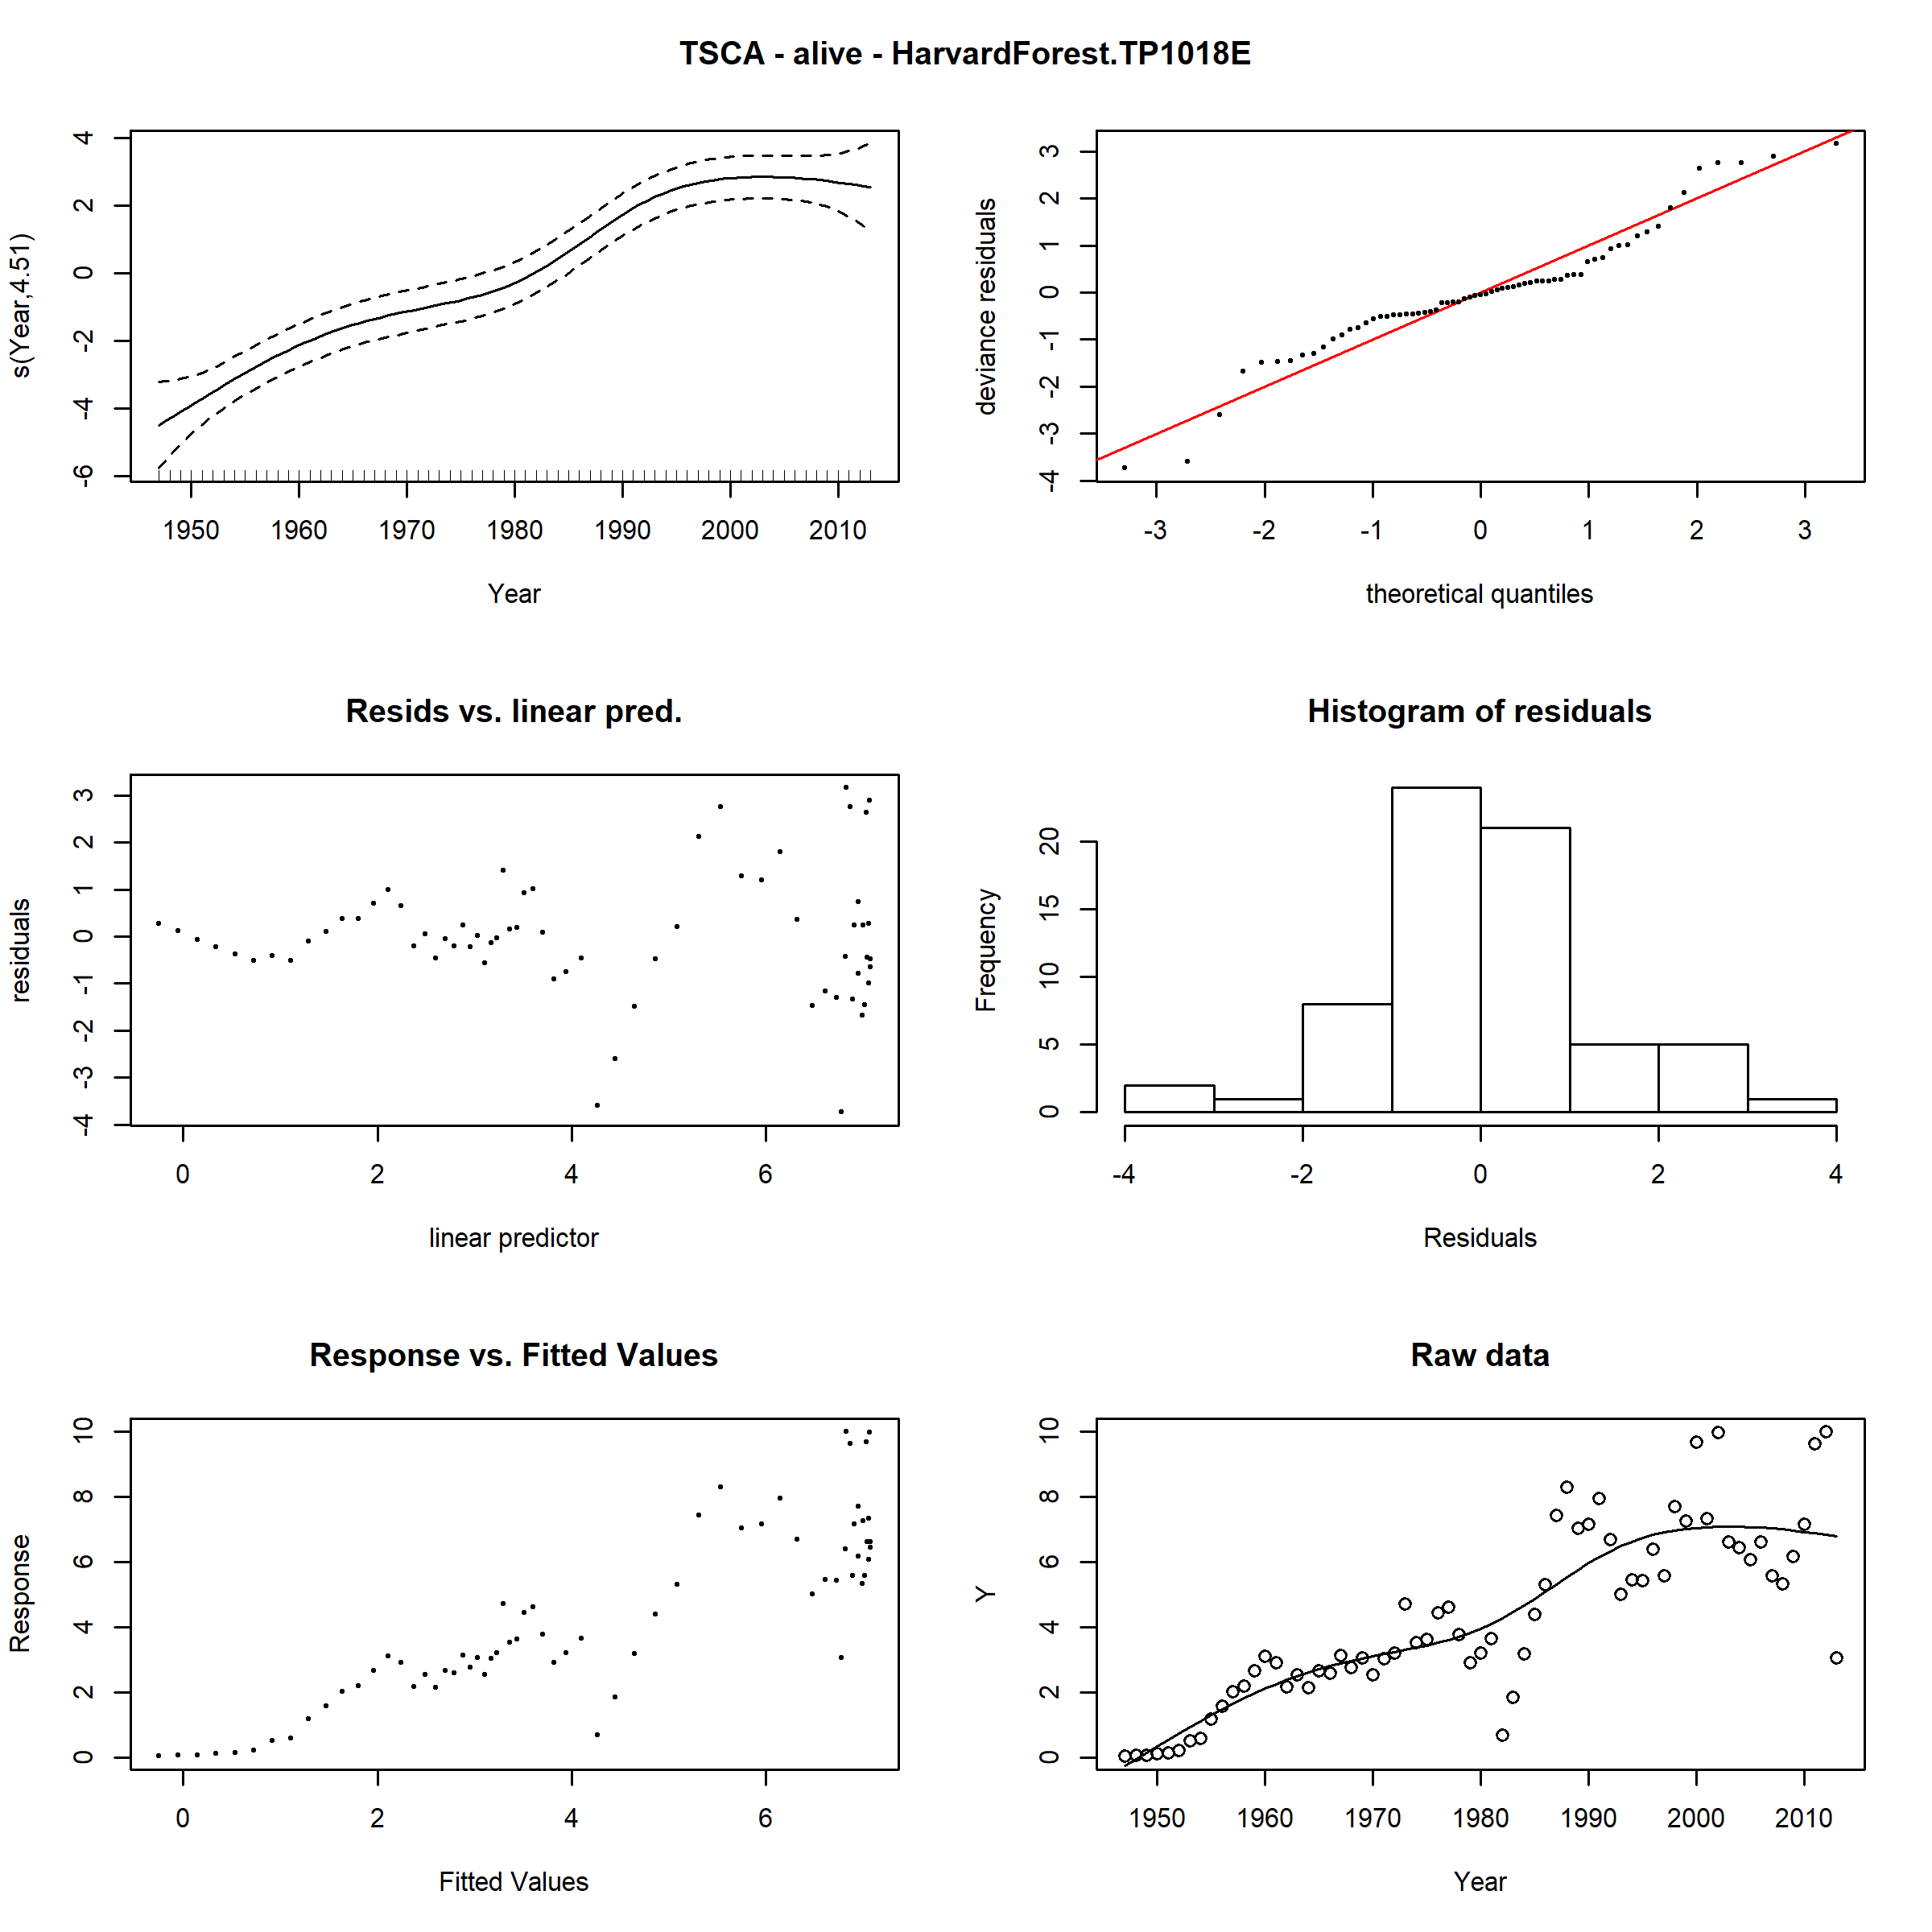 TSCA - alive - HarvardForest.TP1018E
s(Year,4.51)
4
2
0
-2
-4
-6
1950 1960 1970 1980 1990 2000 2010
Year
deviance residuals
3
2
1
0
-1
-2
-3
-4
-3 -2 -1 0 1 2 3
theoretical quantiles
Resids vs. linear pred.
residuals
3
2
1
0
-1
-2
-3
-4
0 2 4 6
linear predictor
Histogram of residuals
Frequency
20
15
10
5
0
-4 -2 0 2 4
Residuals
Response vs. Fitted Values
Response
10
8
6
4
2
0
0 2 4 6
Fitted Values
Raw data
Y
10
8
6
4
2
0
1950 1960 1970 1980 1990 2000 2010
Year